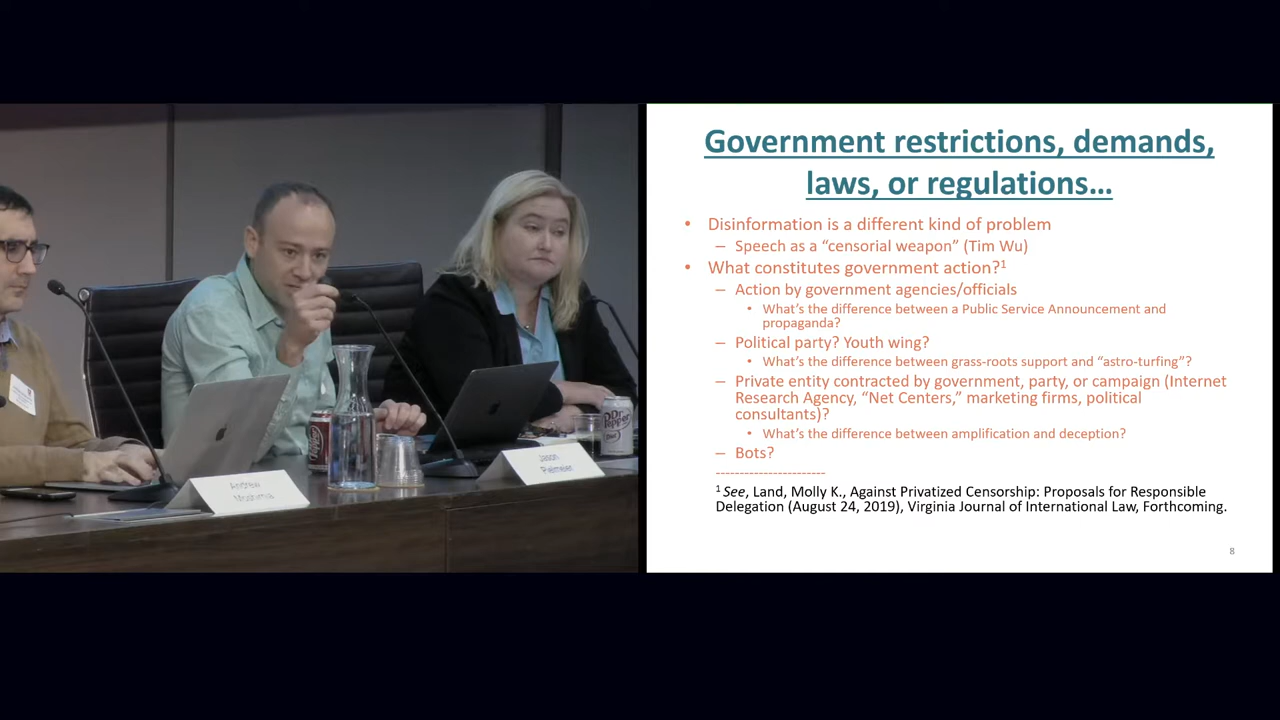 Government restrictions, demands,
laws, or regulations...
• Disinformation is a different kind of problem
– Speech as a “censorial weapon” (Tim Wu)
• What constitutes government action?¹
– Action by government agencies/officials
• What’s the difference between a Public Service Announcement and
propaganda?
– Political party? Youth wing?
• What’s the difference between grass-roots support and “astro-turfing”?
– Private entity contracted by government, party, or campaign (Internet
Research Agency, “Net Centers,” marketing firms, political
consultants)?
• What’s the difference between amplification and deception?
– Bots?
-----------------------
¹ See, Land, Molly K., Against Privatized Censorship: Proposals for Responsible
Delegation (August 24, 2019), Virginia Journal of International Law, Forthcoming.
8
Andrew
Jason
Pielmeier
Dr Pepper